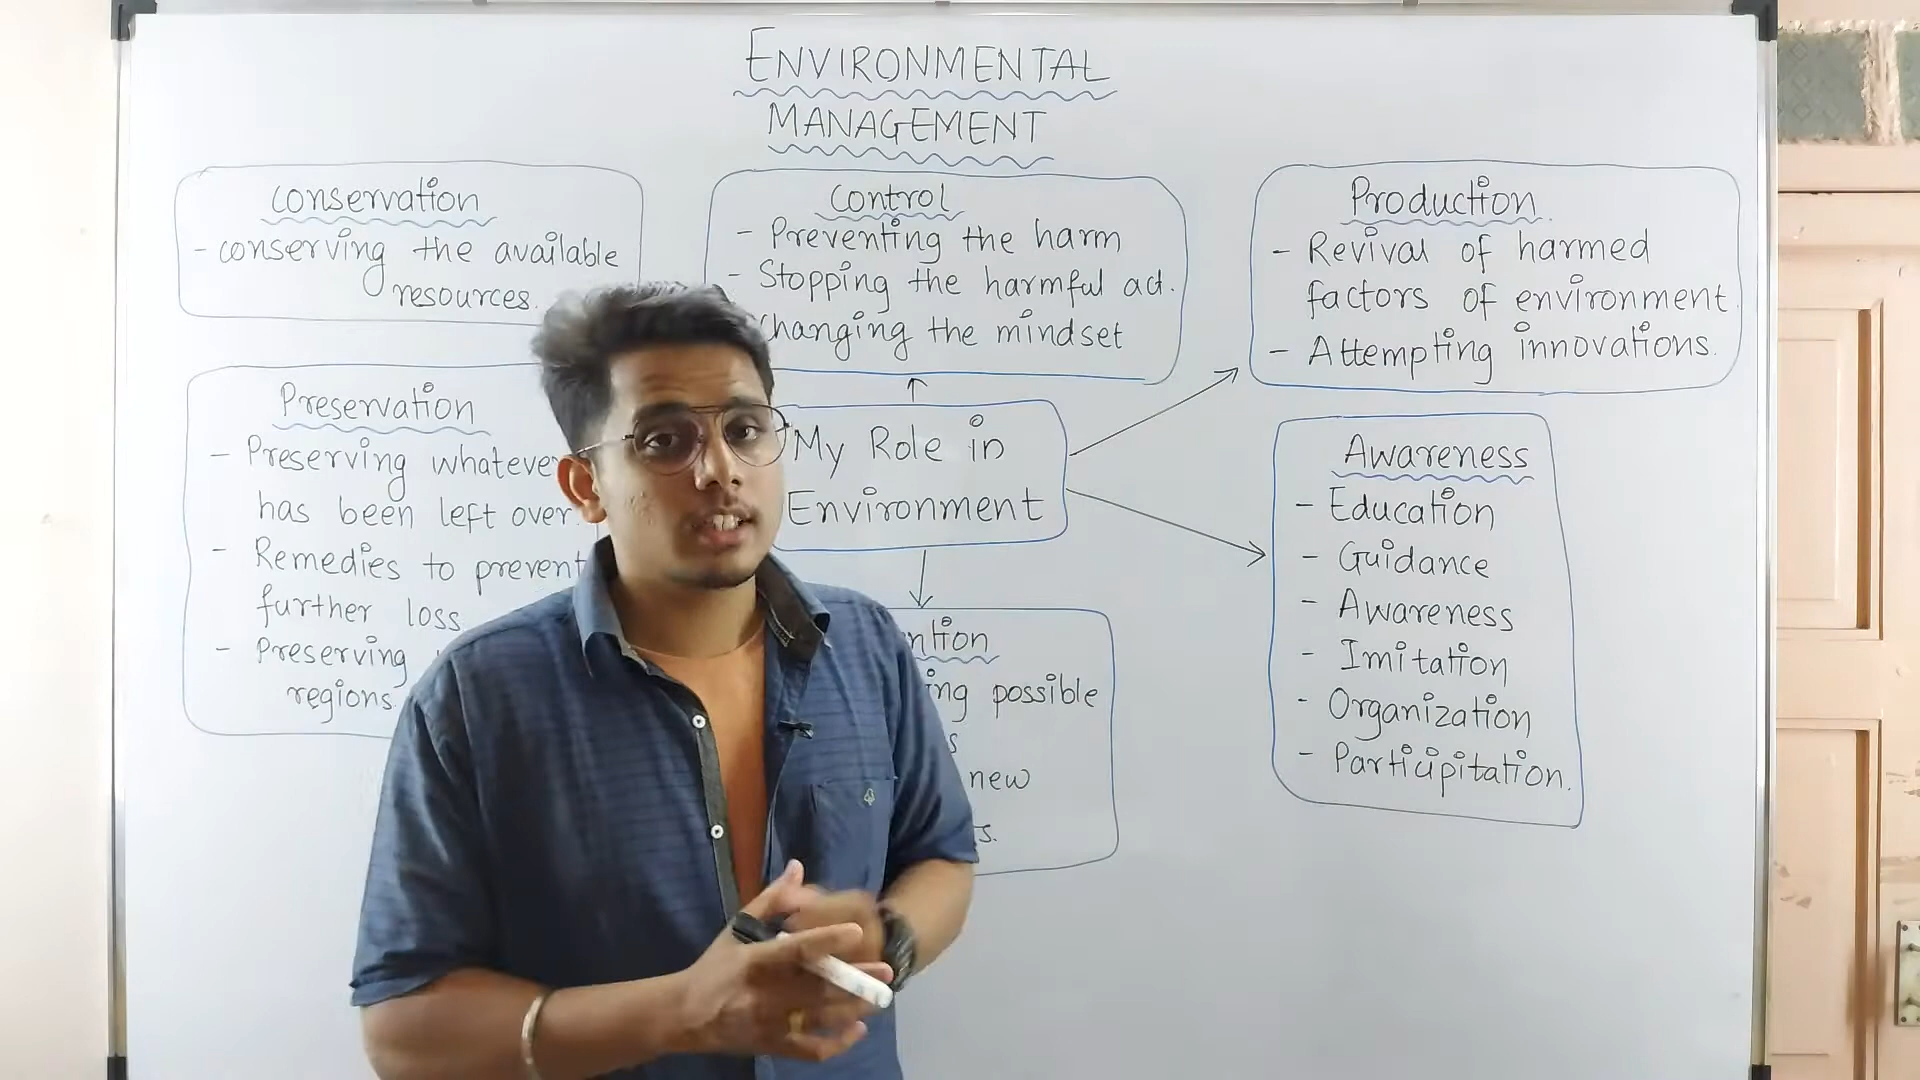 ENVIRONMENTAL
MANAGEMENT
Conservation
- conserving the available
resources.
Control
- Preventing the harm
- Stopping the harmful act.
Changing the mindset
Production
- Revival of harmed
factors of environment.
- Attempting innovations.
Preservation
- Preserving whatever
has been left over.
- Remedies to prevent
further loss
- Preserving
regions.
My Role in
Environment
possible
new
Awareness
- Education
- Guidance
- Awareness
- Imitation
- Organization
- Participitation.